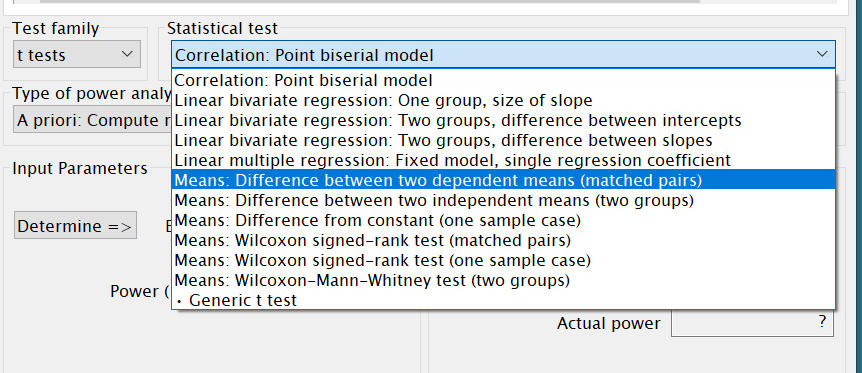 Test family
Statistical test
t tests
Correlation: Point biserial model
Correlation: Point biserial model
Linear bivariate regression: One group, size of slope
Type of power analy
Linear bivariate regression: Two groups, difference between intercepts
A priori: Compute r
Linear bivariate regression: Two groups, difference between slopes
Linear multiple regression: Fixed model, single regression coefficient
Input Parameters
Means: Difference between two dependent means (matched pairs)
Means: Difference between two independent means (two groups)
Determine =>
Means: Difference from constant (one sample case)
Means: Wilcoxon signed-rank test (matched pairs)
Means: Wilcoxon signed-rank test (one sample case)
Means: Wilcoxon-Mann-Whitney test (two groups)
Power (
• Generic t test
Actual power
?